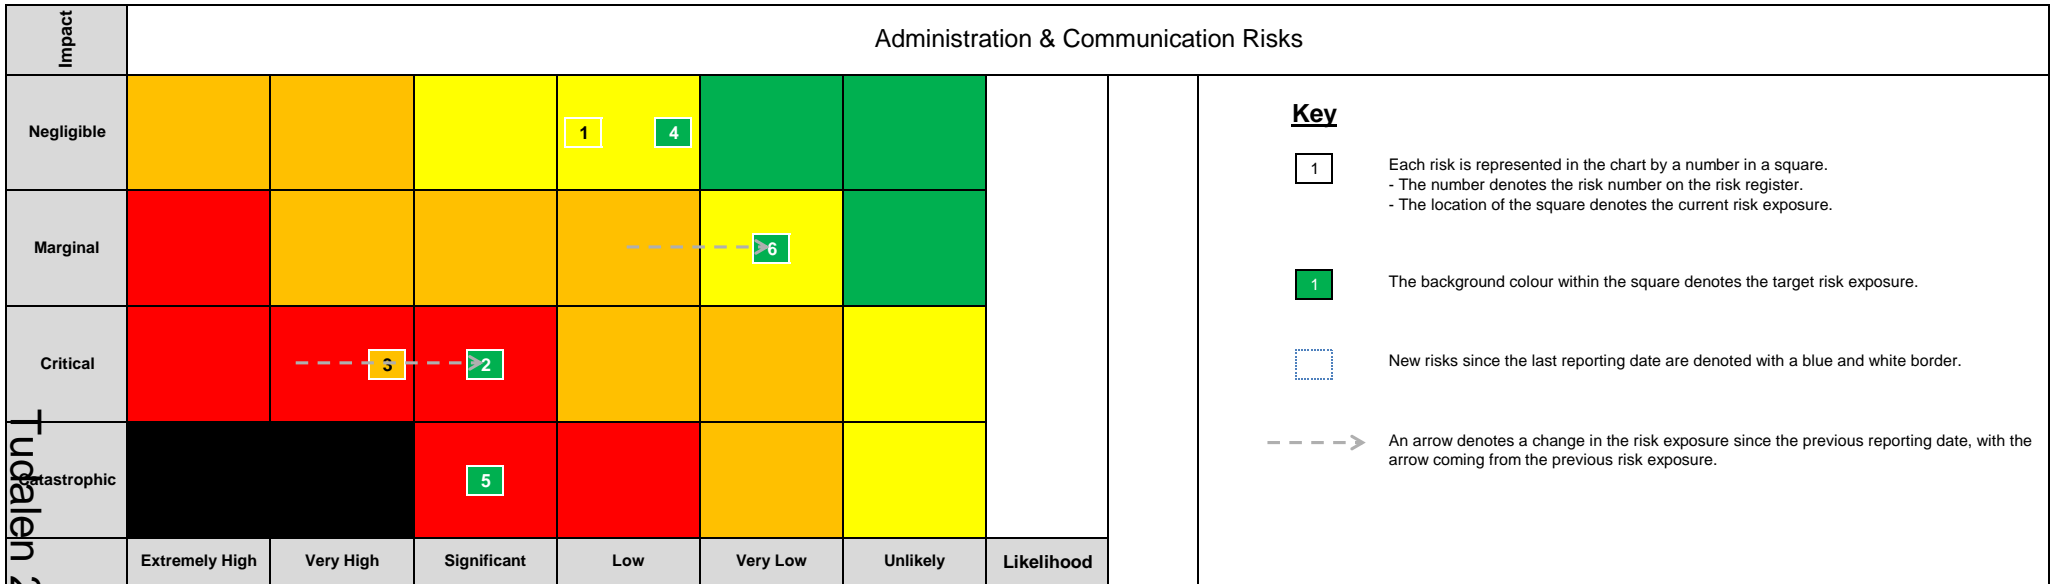 Impact
Administration & Communication Risks
Negligible
1
4
Marginal
6
Critical
3
2
Catastrophic
5
Extremely High
Very High
Significant
Low
Very Low
Unlikely
Likelihood
Key
1
Each risk is represented in the chart by a number in a square.
- The number denotes the risk number on the risk register.
- The location of the square denotes the current risk exposure.
1
The background colour within the square denotes the target risk exposure.
New risks since the last reporting date are denoted with a blue and white border.
An arrow denotes a change in the risk exposure since the previous reporting date, with the
arrow coming from the previous risk exposure.
Tudalen